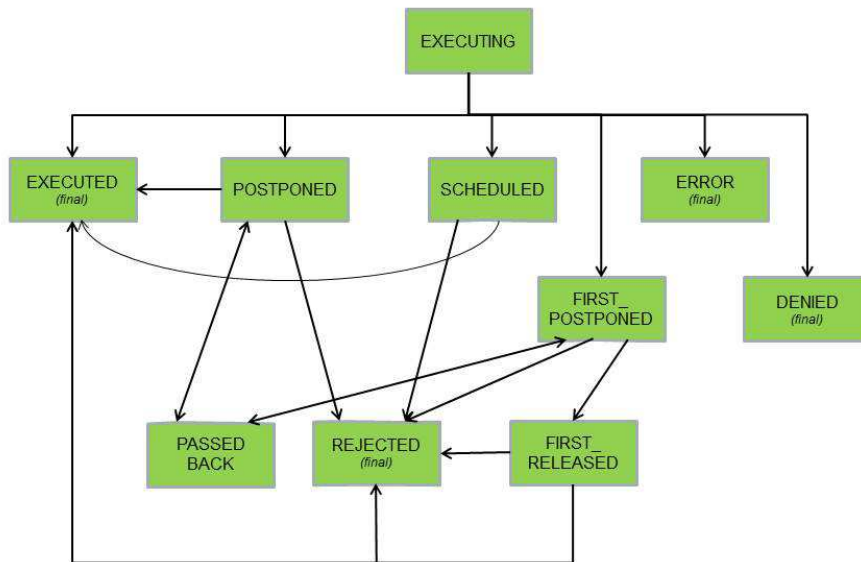 EXECUTING
EXECUTED
(final)
POSTPONED
SCHEDULED
ERROR
(final)
FIRST_
POSTPONED
DENIED
(final)
PASSED
BACK
REJECTED
(final)
FIRST_
RELEASED